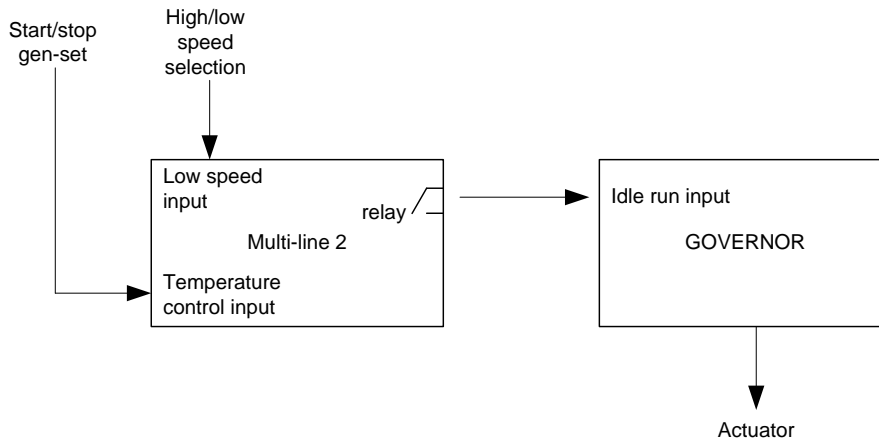 Start/stop
gen-set
High/low
speed
selection
Low speed
input
relay
Multi-line 2
Temperature
control input
Idle run input
GOVERNOR
Actuator